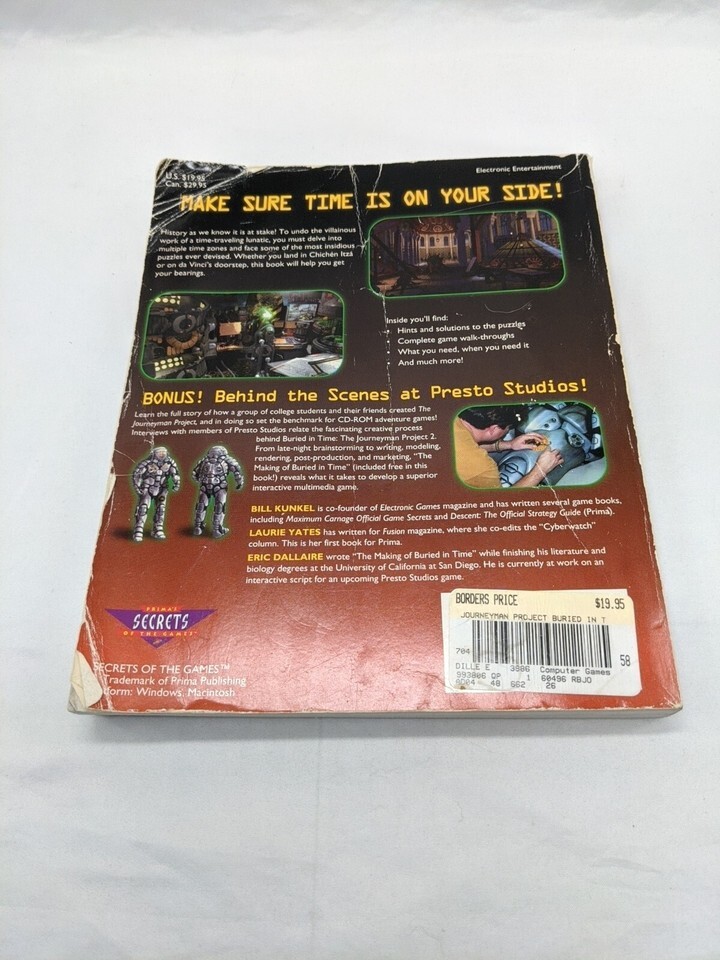 U.S. $19.95
Can. $29.95
Electronic Entertainment
MAKE SURE TIME IS ON YOUR SIDE!
History as we know it is at stake! To undo the villainous
work of a time-traveling lunatic, you must delve into
multiple time zones and face some of the most insidious
puzzles ever devised. Whether you land in Chichén Itzá
or on da Vinci's doorstep, this book will help you get
your bearings.
Inside you'll find:
• Hints and solutions to the puzzles
• Complete game walk-throughs
• What you need, when you need it
• And much more!
BONUS! Behind the Scenes at Presto Studios!
Learn the full story of how a group of college students and their friends created The
Journeyman Project, and in doing so set the benchmark for CD-ROM adventure games!
Interviews with members of Presto Studios relate the fascinating creative process
behind Buried in Time: The Journeyman Project 2.
From late-night brainstorming to writing, modeling,
rendering, post-production, and marketing, "The
Making of Buried in Time" (included free in this
book!) reveals what it takes to develop a superior
interactive multimedia game.
BILL KUNKEL is co-founder of Electronic Games magazine and has written several game books,
including Maximum Carnage Official Game Secrets and Descent: The Official Strategy Guide (Prima).
LAURIE YATES has written for Fusion magazine, where she co-edits the "Cyberwatch"
column. This is her first book for Prima.
ERIC DALLAIRE wrote "The Making of Buried in Time" while finishing his literature and
biology degrees at the University of California at San Diego. He is currently at work on an
interactive script for an upcoming Presto Studios game.
PRIMA'S
SECRETS
OF THE GAMES™
SECRETS OF THE GAMES™
Trademark of Prima Publishing
form: Windows, Macintosh
BORDERS PRICE $19.95
JOURNEYMAN PROJECT BURIED IN T
704
58
DILLE E 3806 Computer Games
993806 QP 1 60496 ABJO
48 662 26